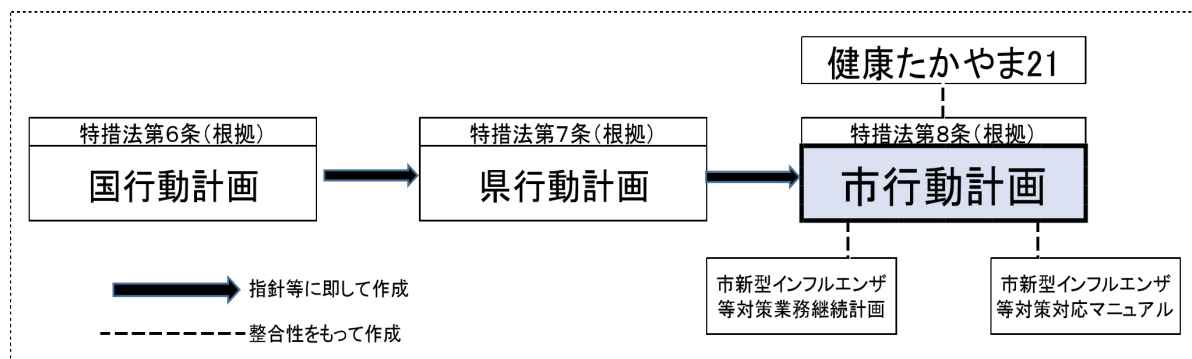 健康たかやま21
特措法第6条(根拠)
国行動計画
特措法第7条(根拠)
県行動計画
特措法第8条(根拠)
市行動計画
市新型インフルエンザ
等対策業務継続計画
市新型インフルエンザ
等対策対応マニュアル
指針等に即して作成
整合性をもって作成